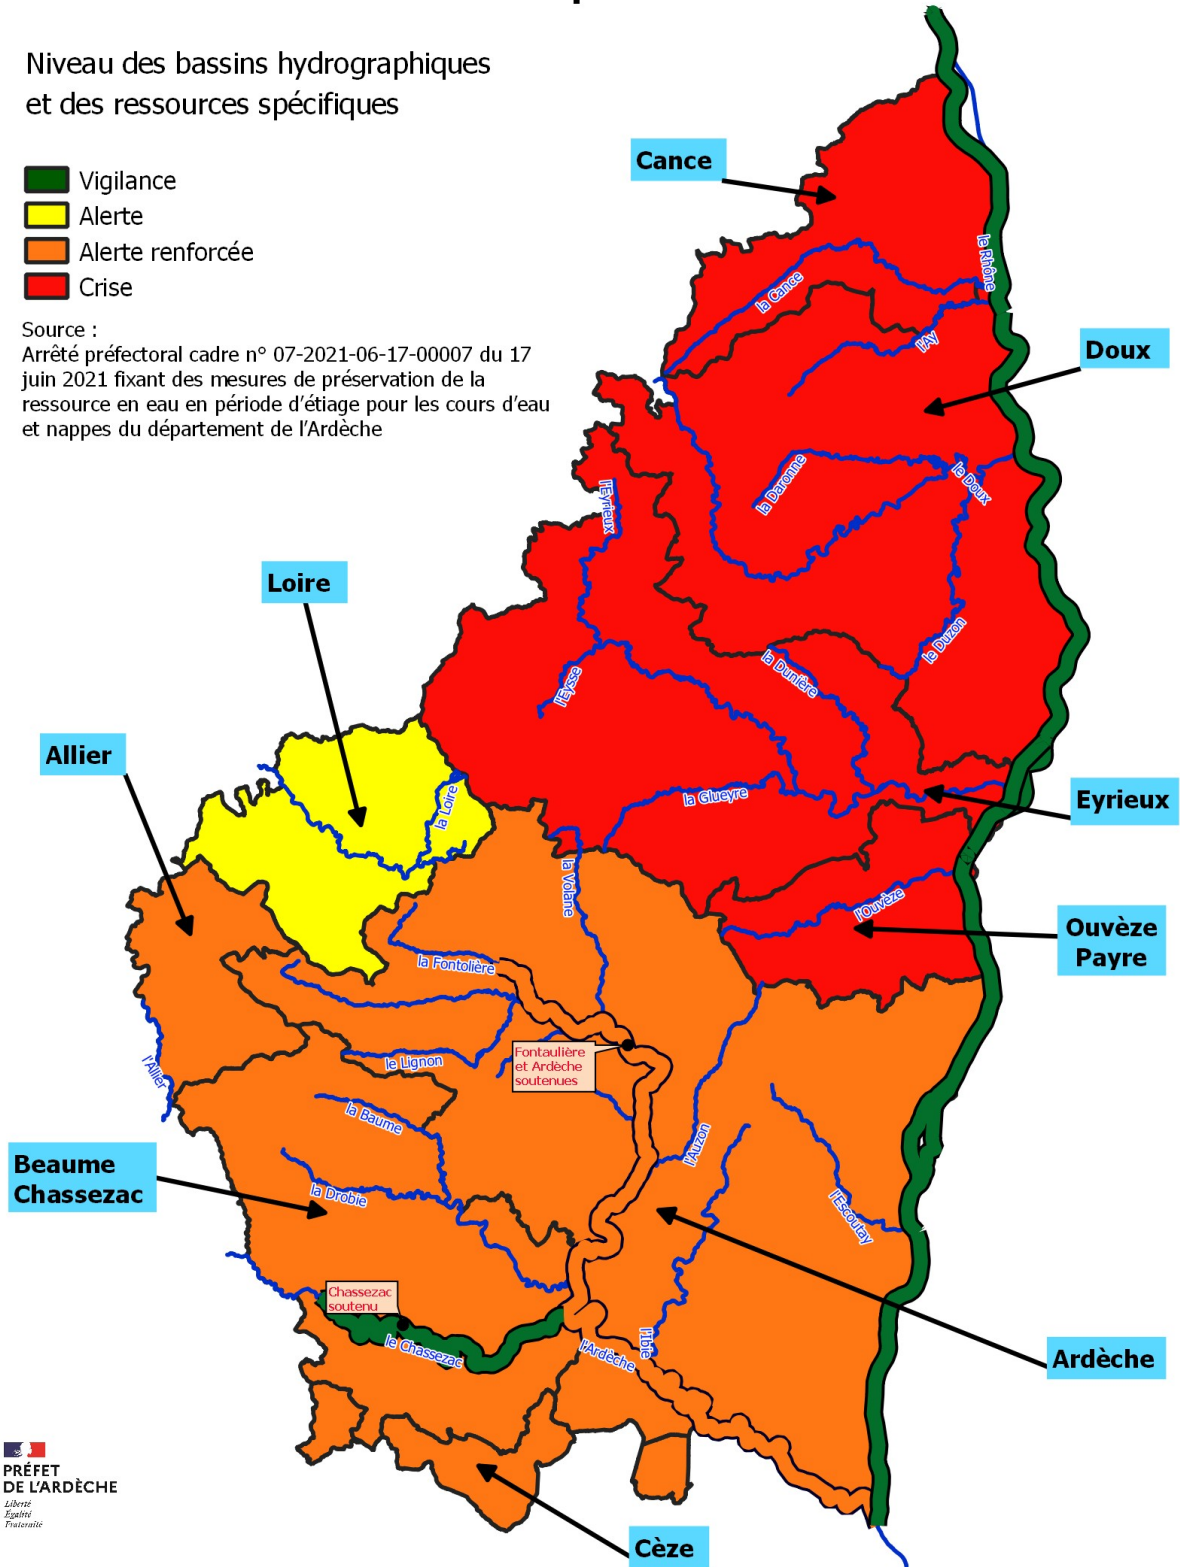 Niveau des bassins hydrographiques
et des ressources spécifiques
Vigilance
Alerte
Alerte renforcée
Crise
Source :
Arrêté préfectoral cadre n° 07-2021-06-17-00007 du 17
juin 2021 fixant des mesures de préservation de la
ressource en eau en période d'étiage pour les cours d'eau
et nappes du département de l'Ardèche
Cance
le Rhône
la Cance
l'Ay
Doux
la Daronne
le Doux
l'Eyrieux
Loire
le Duzon
la Dunière
l'Eysse
Allier
la Loire
la Glueyre
Eyrieux
la Volane
l'Ouvèze
Ouvèze
Payre
la Fontolière
Fontaulière
et Ardèche
soutenues
le Lignon
l'Allier
la Baume
l'Auzon
Beaume
Chassezac
la Drobie
l'Escoutay
Chassezac
soutenu
le Chassezac
l'Ardèche
l'Ibie
Ardèche
PRÉFET
DE L'ARDÈCHE
Liberté
Égalité
Fraternité
Cèze